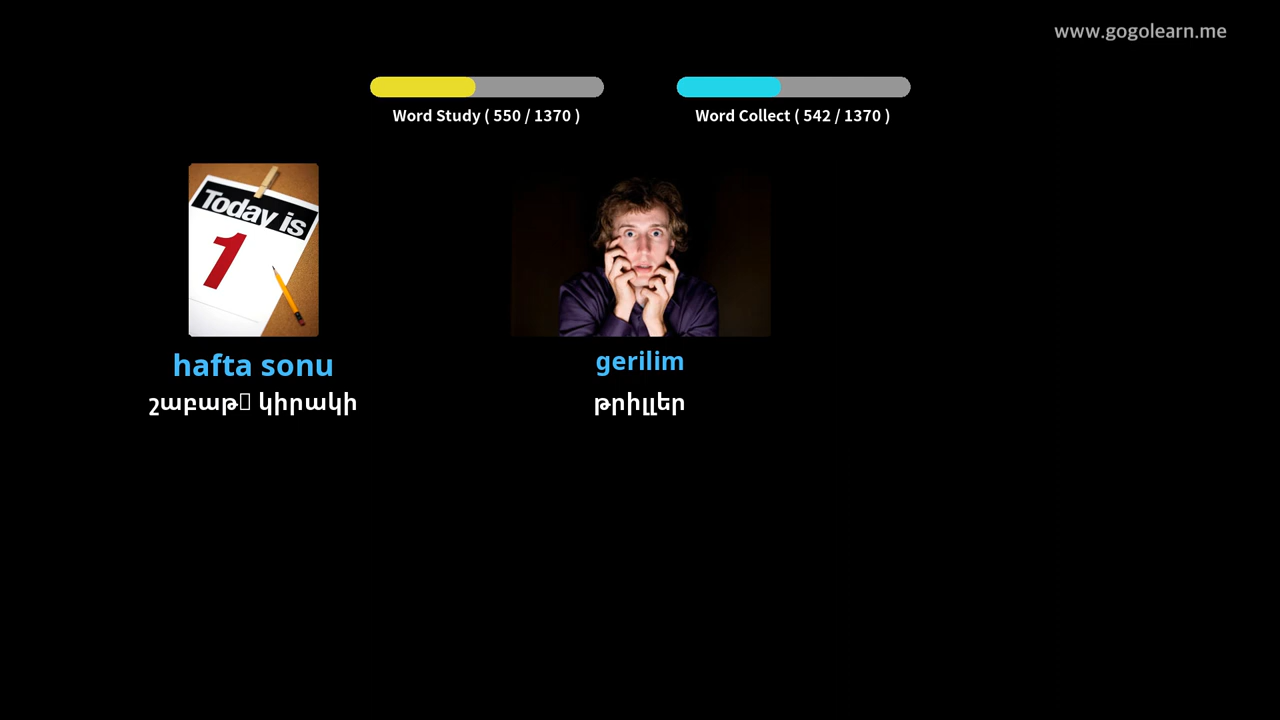 www.gogolearn.me
Word Study ( 550 / 1370 )
Word Collect ( 542 / 1370 )
Today is
1
hafta sonu
շաբաթ կիրակի
gerilim
թրիլլեր